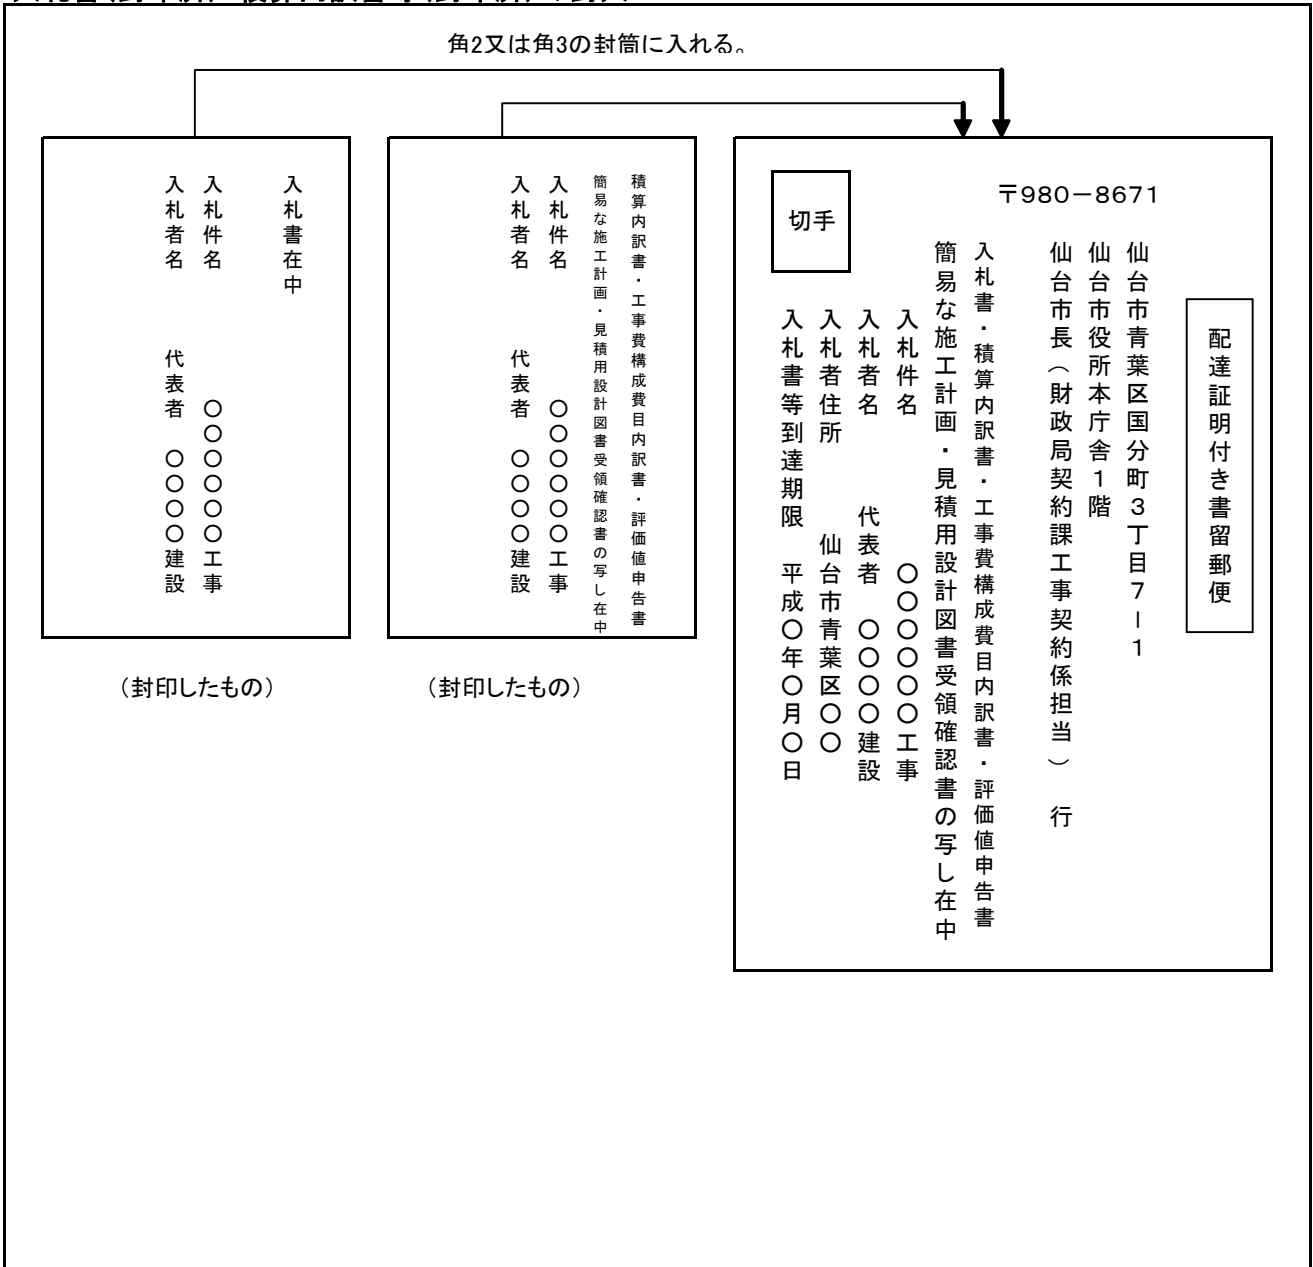 角2又は角3の封筒に入れる。
入札書在中
入札件名　○○○○○○工事
入札者名　代表者　○○○○建設
（封印したもの）
積算内訳書・工事費構成費目内訳書・評価値申告書
簡易な施工計画・見積用設計図書受領確認書の写し在中
入札件名　○○○○○○工事
入札者名　代表者　○○○○建設
（封印したもの）
切手
〒980－8671
配達証明付き書留郵便
仙台市青葉区国分町３丁目７－１
仙台市役所本庁舎１階
仙台市長（財政局契約課工事契約係担当）　行
入札書・積算内訳書・工事費構成費目内訳書・評価値申告書
簡易な施工計画・見積用設計図書受領確認書の写し在中
入札件名　○○○○○○工事
入札者名　代表者　○○○○建設
入札者住所　仙台市青葉区○○
入札書等到達期限　平成○年○月○日